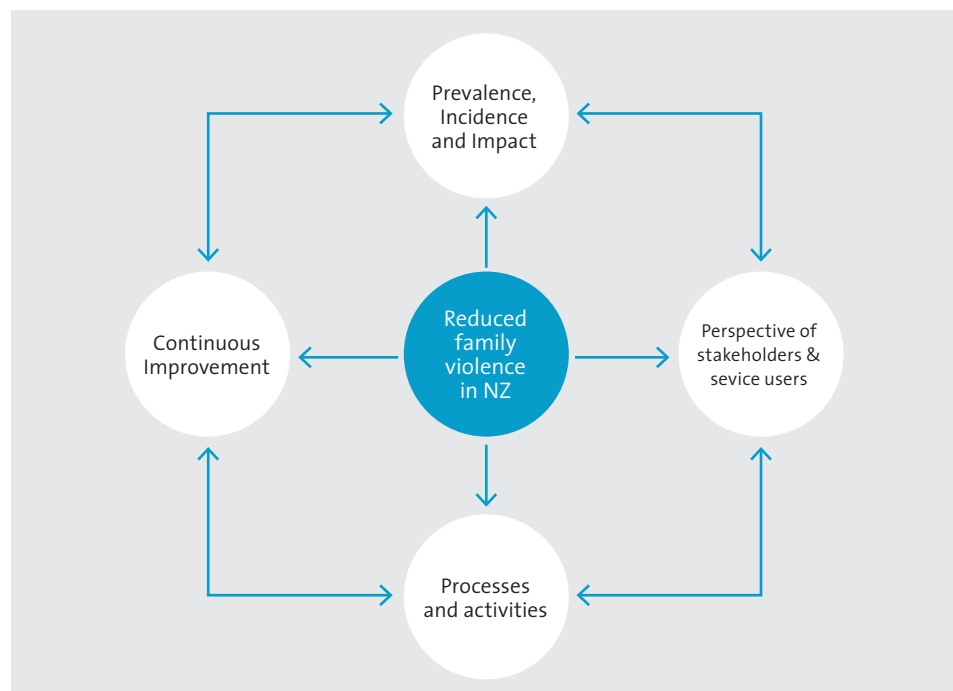 Prevalence,
Incidence
and Impact
Continuous
Improvement
Reduced
family
violence
in NZ
Perspective of
stakeholders &
sevice users
Processes
and activities